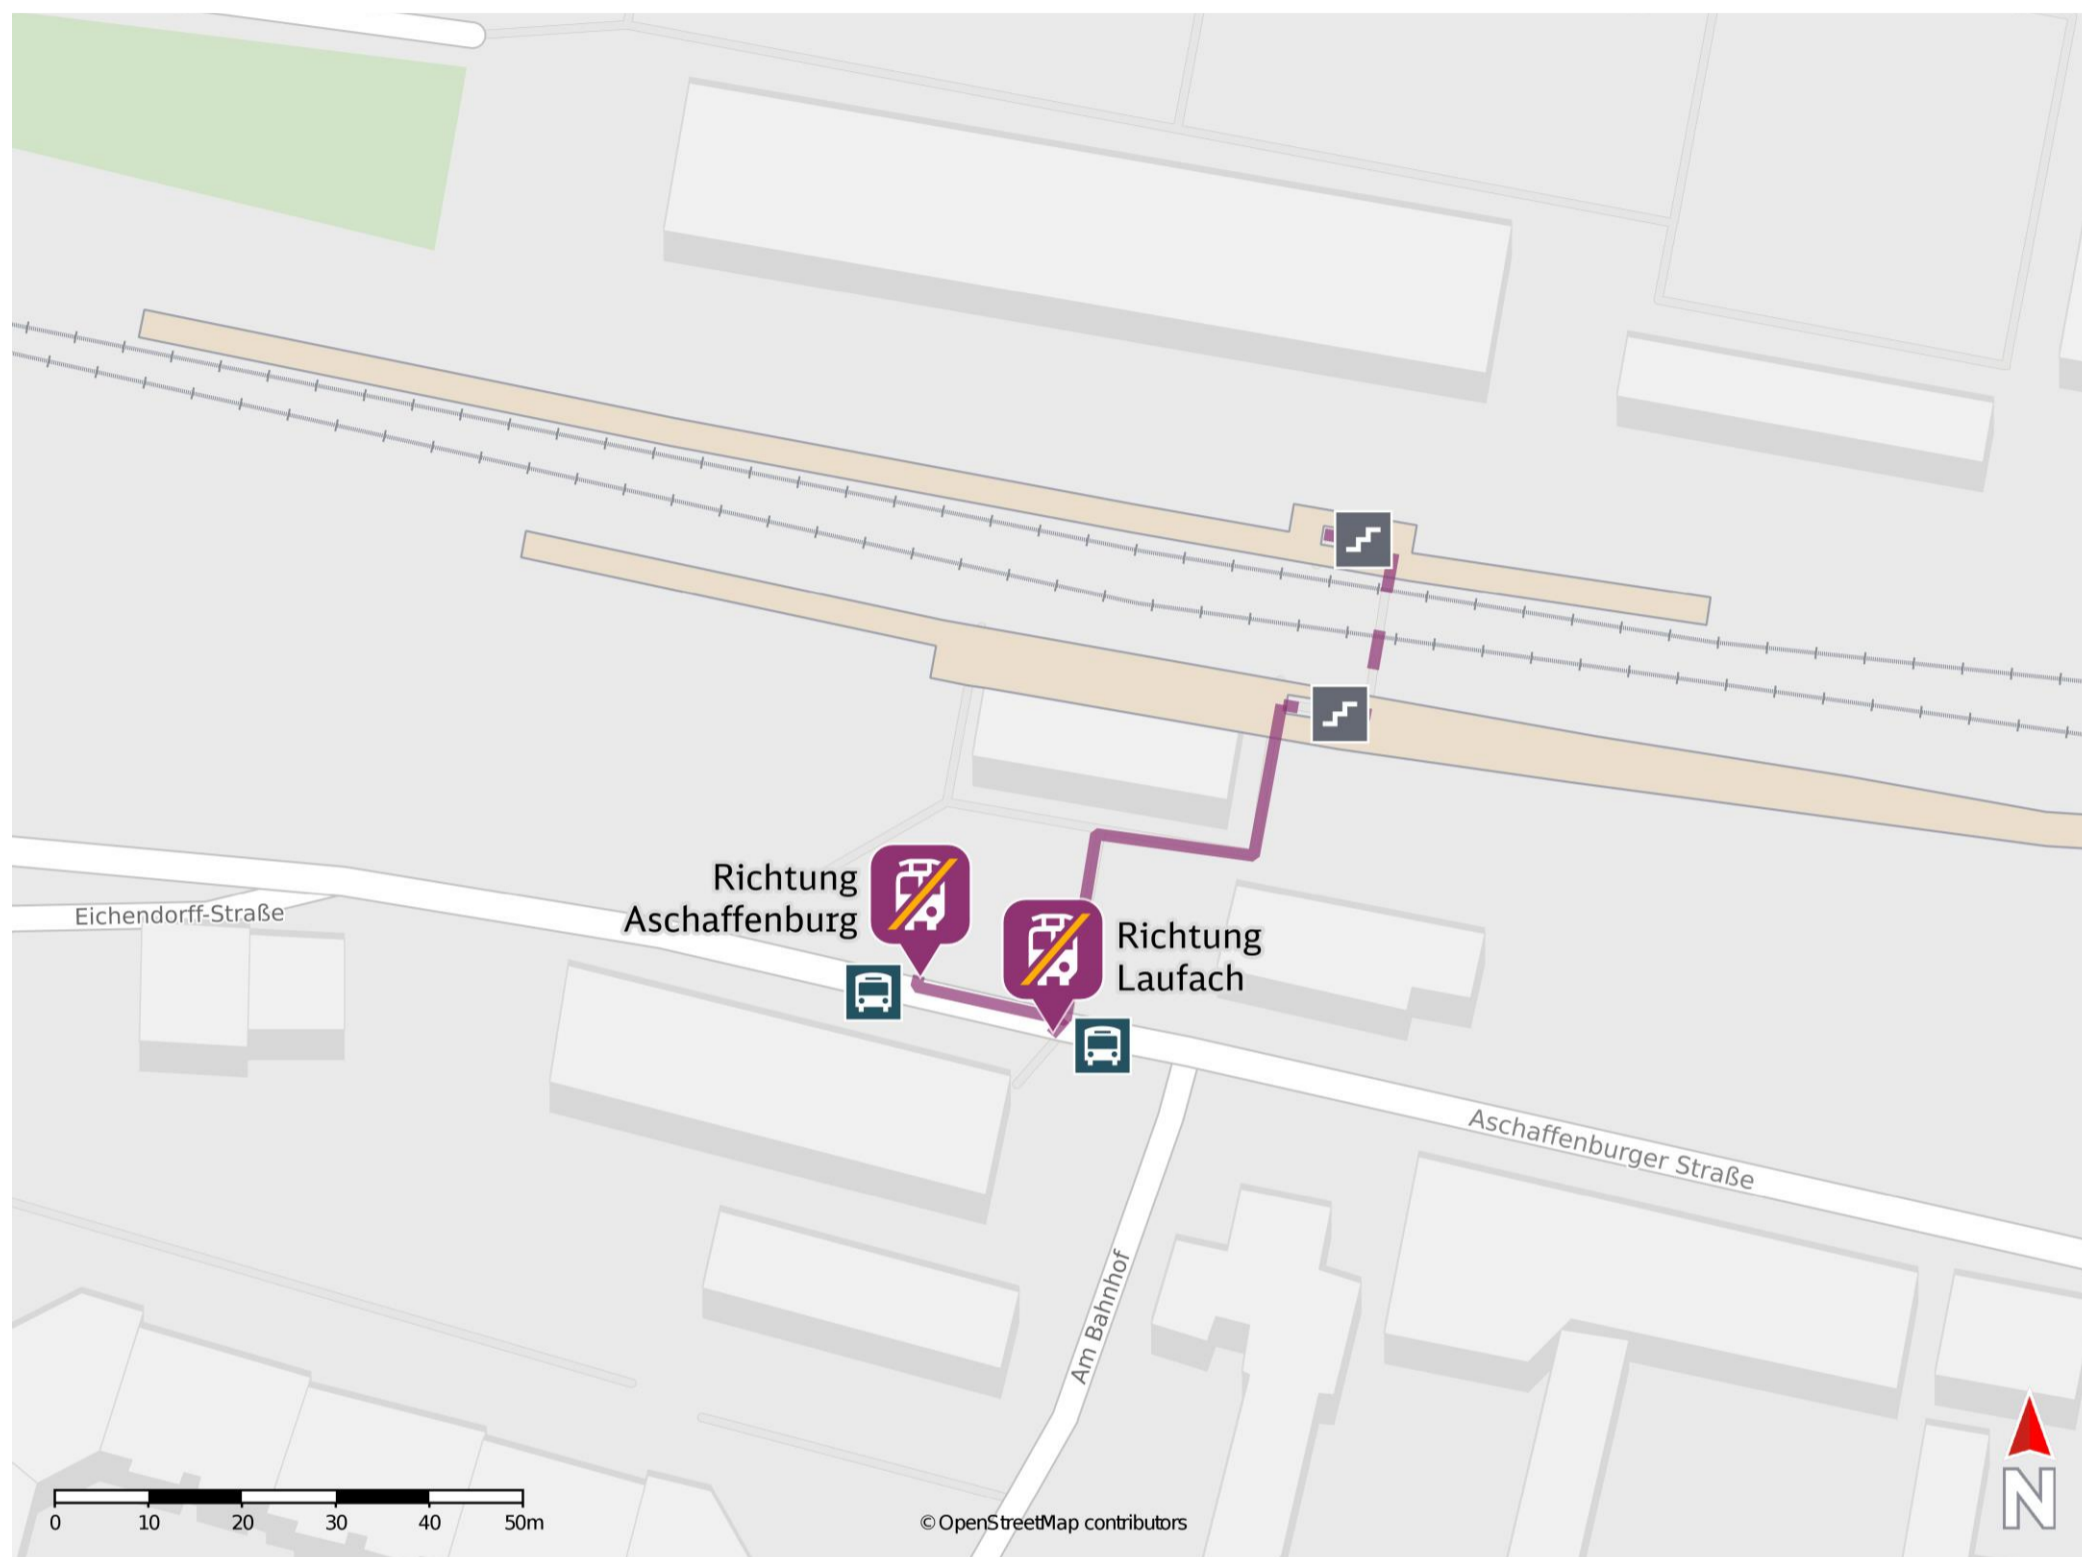 Richtung
Aschaffenburg
Richtung
Laufach
Eichendorff-Straße
Aschaffenburger Straße
Am Bahnhof
0 10 20 30 40 50m
© OpenStreetMap contributors
N